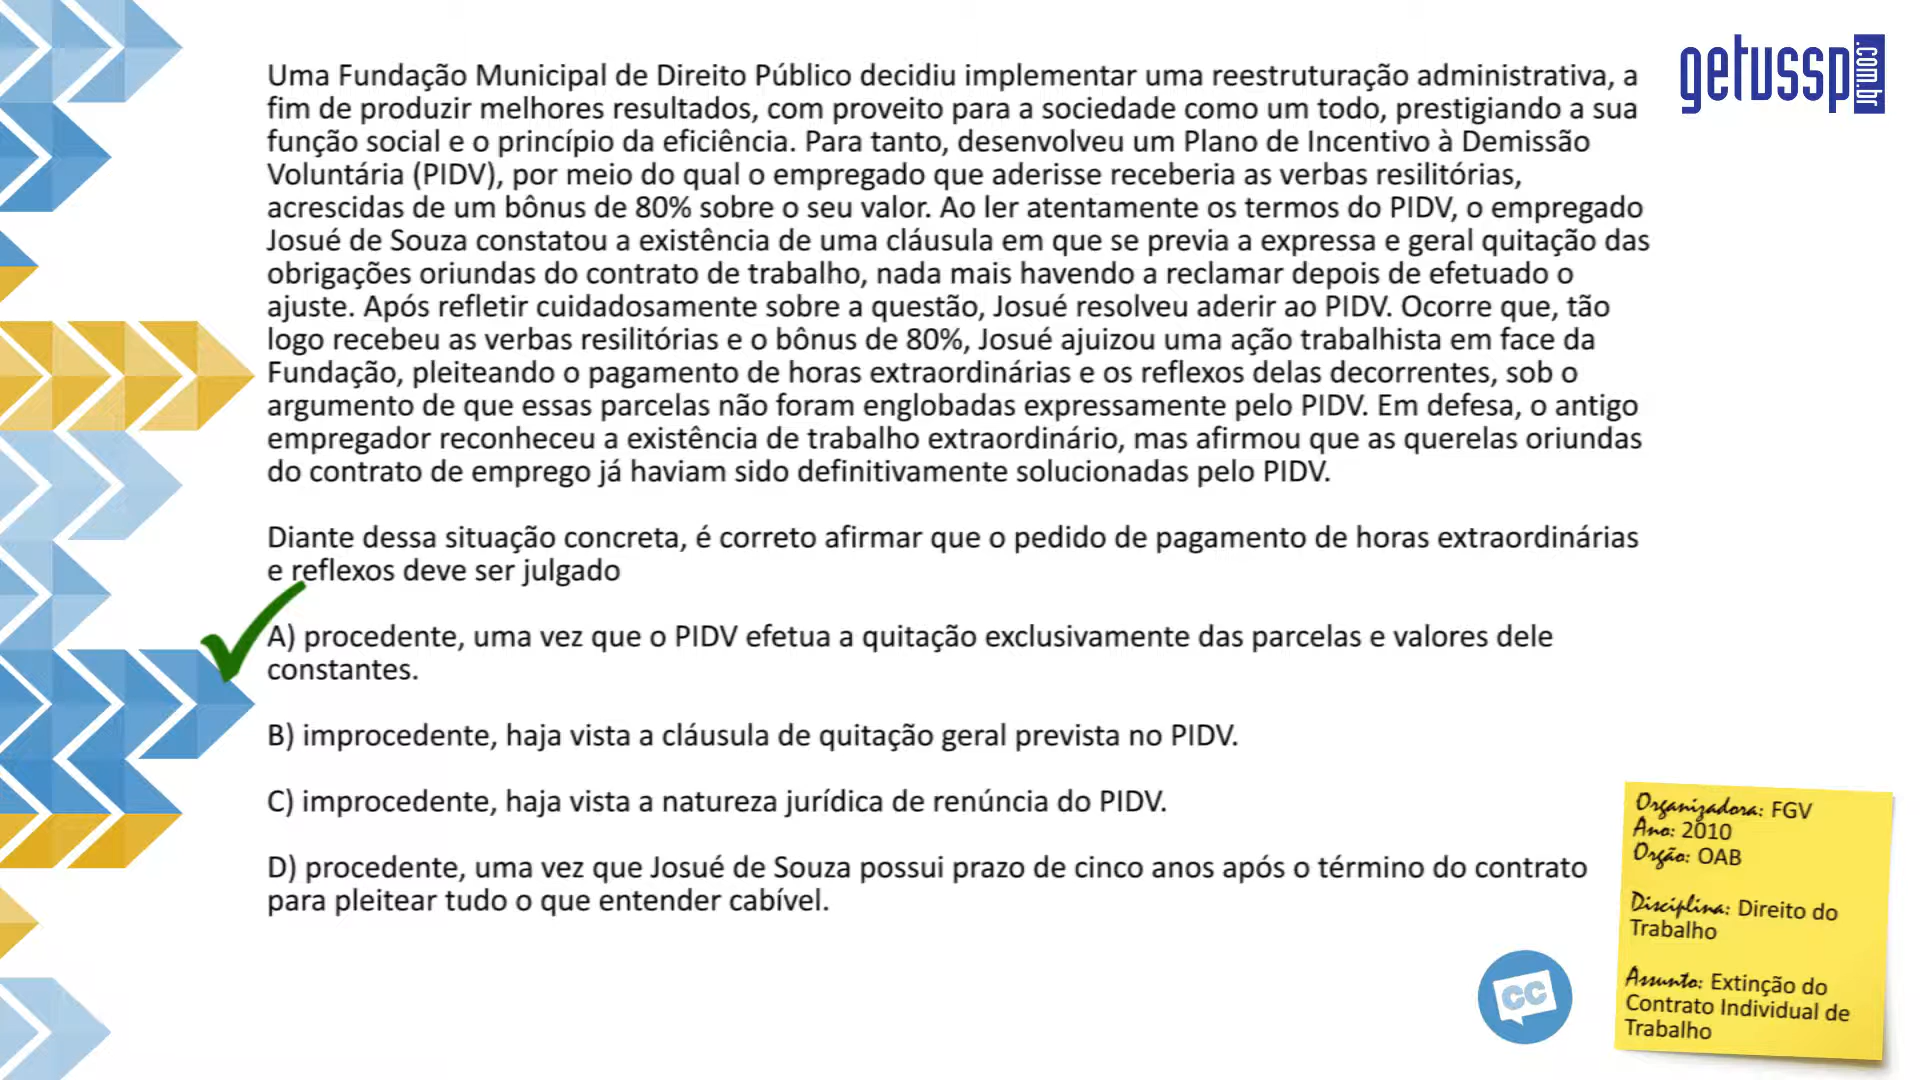 Uma Fundação Municipal de Direito Público decidiu implementar uma reestruturação administrativa, a
fim de produzir melhores resultados, com proveito para a sociedade como um todo, prestigiando a sua
função social e o princípio da eficiência. Para tanto, desenvolveu um Plano de Incentivo à Demissão
Voluntária (PIDV), por meio do qual o empregado que aderisse receberia as verbas resilitórias,
acrescidas de um bônus de 80% sobre o seu valor. Ao ler atentamente os termos do PIDV, o empregado
Josué de Souza constatou a existência de uma cláusula em que se previa a expressa e geral quitação das
obrigações oriundas do contrato de trabalho, nada mais havendo a reclamar depois de efetuado o
ajuste. Após refletir cuidadosamente sobre a questão, Josué resolveu aderir ao PIDV. Ocorre que, tão
logo recebeu as verbas resilitórias e o bônus de 80%, Josué ajuizou uma ação trabalhista em face da
Fundação, pleiteando o pagamento de horas extraordinárias e os reflexos delas decorrentes, sob o
argumento de que essas parcelas não foram englobadas expressamente pelo PIDV. Em defesa, o antigo
empregador reconheceu a existência de trabalho extraordinário, mas afirmou que as querelas oriundas
do contrato de emprego já haviam sido definitivamente solucionadas pelo PIDV.
Diante dessa situação concreta, é correto afirmar que o pedido de pagamento de horas extraordinárias
e reflexos deve ser julgado
A) procedente, uma vez que o PIDV efetua a quitação exclusivamente das parcelas e valores dele
constantes.
B) improcedente, haja vista a cláusula de quitação geral prevista no PIDV.
C) improcedente, haja vista a natureza jurídica de renúncia do PIDV.
D) procedente, uma vez que Josué de Souza possui prazo de cinco anos após o término do contrato
para pleitear tudo o que entender cabível.
getussp.com.br
Organizadora: FGV
Ano: 2010
Orgão: OAB
Disciplina: Direito do
Trabalho
Assunto: Extinção do
Contrato Individual de
Trabalho
CC